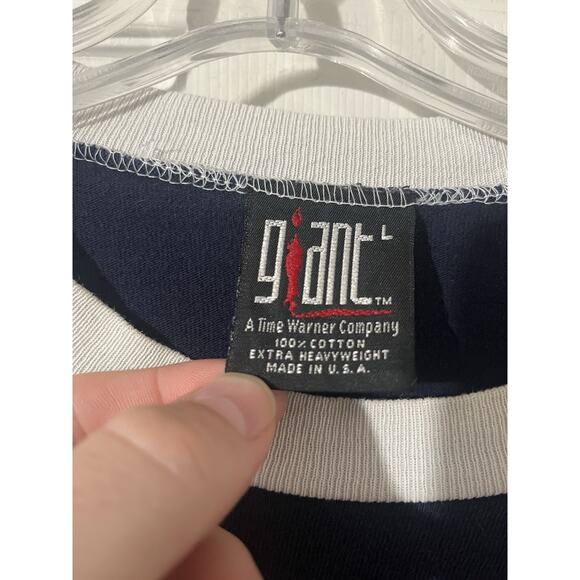 giant L
TM
A Time Warner Company
100% COTTON
EXTRA HEAVYWEIGHT
MADE IN U.S.A.